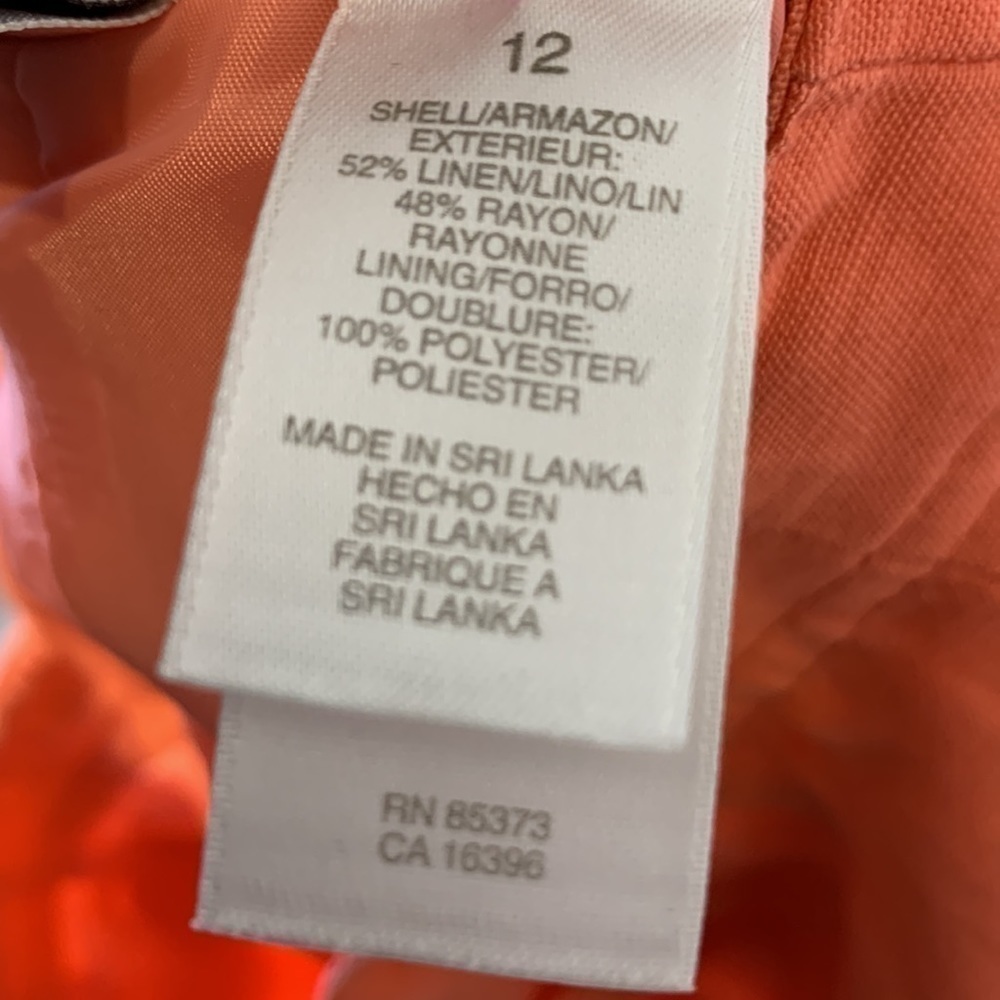 12
SHELL/ARMAZON/
EXTERIEUR:
52% LINEN/LINO/LIN
48% RAYON/
RAYONNE
LINING/FORRO/
DOUBLURE:
100% POLYESTER/
POLIESTER
MADE IN SRI LANKA
HECHO EN
SRI LANKA
FABRIQUE A
SRI LANKA
RN 85373
CA 16396